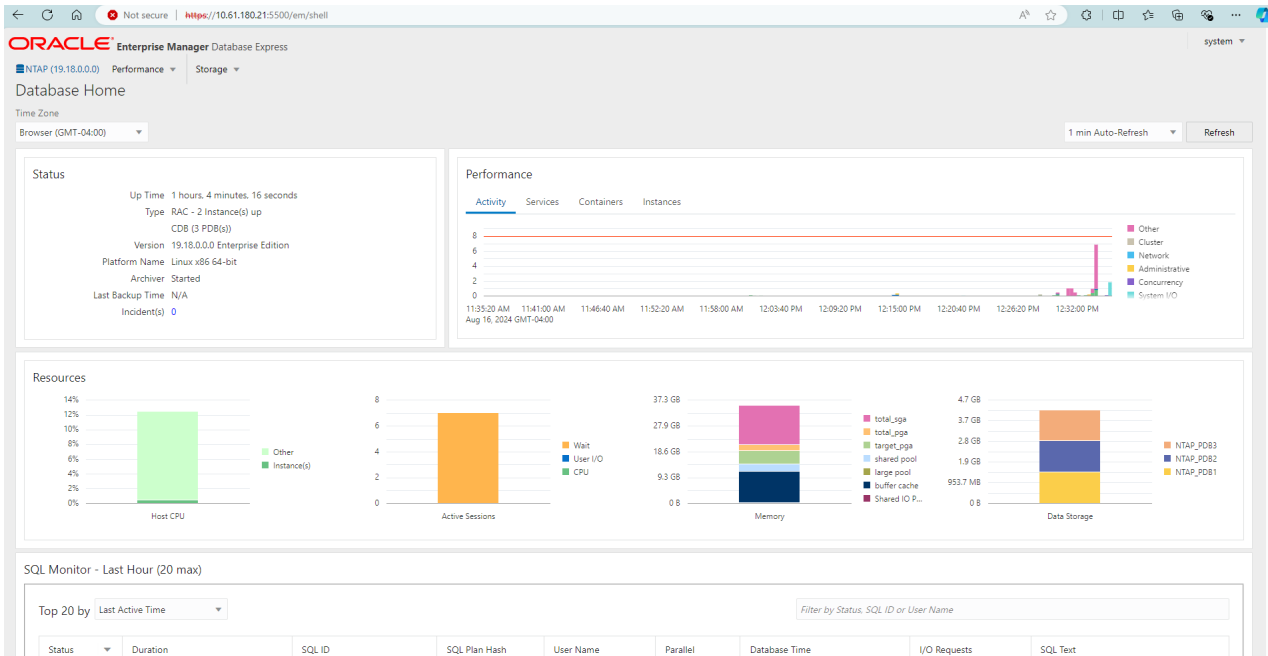 Not secure https://10.61.180.21:5500/em/shell
ORACLE Enterprise Manager Database Express
system
NTAP (19.18.0.0.0) Performance Storage
Database Home
Time Zone
Browser (GMT-04:00)
1 min Auto-Refresh Refresh
Status
Up Time 1 hours, 4 minutes, 16 seconds
Type RAC - 2 Instance(s) up
CDB (3 PDB(s))
Version 19.18.0.0.0 Enterprise Edition
Platform Name Linux x86 64-bit
Archiver Started
Last Backup Time N/A
Incident(s) 0
Performance
Activity Services Containers Instances
8
6
4
2
0
11:35:20 AM 11:41:00 AM 11:46:40 AM 11:52:20 AM 11:58:00 AM 12:03:40 PM 12:09:20 PM 12:15:00 PM 12:20:40 PM 12:26:20 PM 12:32:00 PM
Aug 16, 2024 GMT-04:00
Other
Cluster
Network
Administrative
Concurrency
System I/O
Resources
14%
12%
10%
8%
6%
4%
2%
0%
Host CPU
Other
Instance(s)
8
6
4
2
0
Active Sessions
Wait
User I/O
CPU
37.3 GB
27.9 GB
18.6 GB
9.3 GB
0 B
Memory
total_sga
total_pga
target_pga
shared pool
large pool
buffer cache
Shared IO P...
4.7 GB
3.7 GB
2.8 GB
1.9 GB
953.7 MB
0 B
Data Storage
NTAP_PDB3
NTAP_PDB2
NTAP_PDB1
SQL Monitor - Last Hour (20 max)
Top 20 by Last Active Time
Filter by Status, SQL ID or User Name
Status Duration SQL ID SQL Plan Hash User Name Parallel Database Time I/O Requests SQL Text